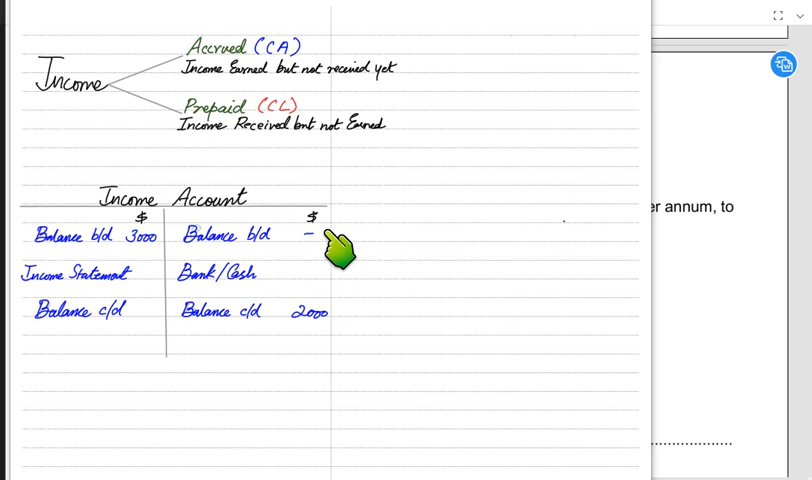 Accrued (CA)
Income Earned but not received yet
Income
Prepaid (CL)
Income Received but not Earned
er annum, to
Income Account
$ $
Balance b/d 3000 Balance b/d -
Income Statement Bank/Cash
Balance c/d Balance c/d 2000